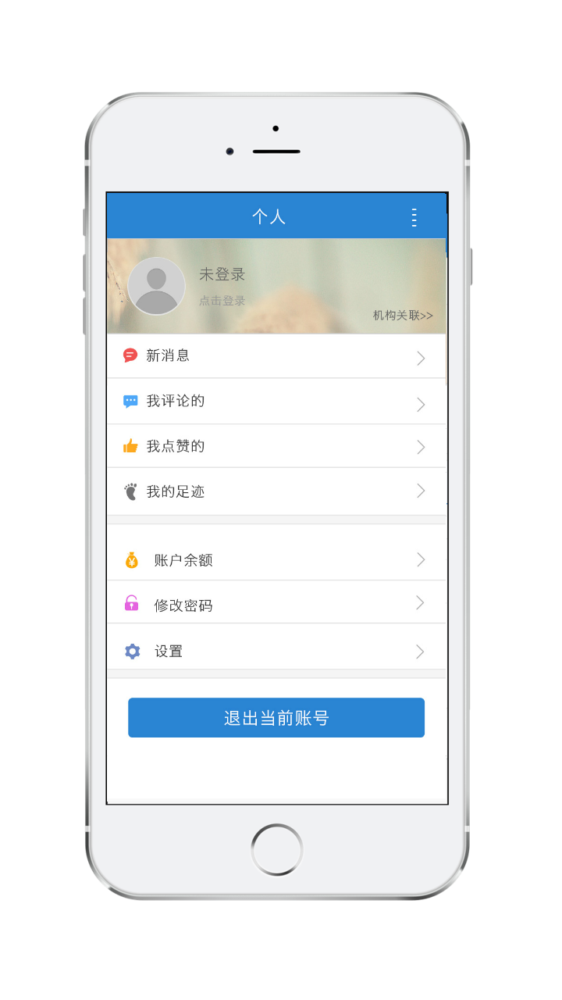 个人
未登录
点击登录
机构关联>>
新消息
我评论的
我点赞的
我的足迹
账户余额
修改密码
设置
退出当前账号